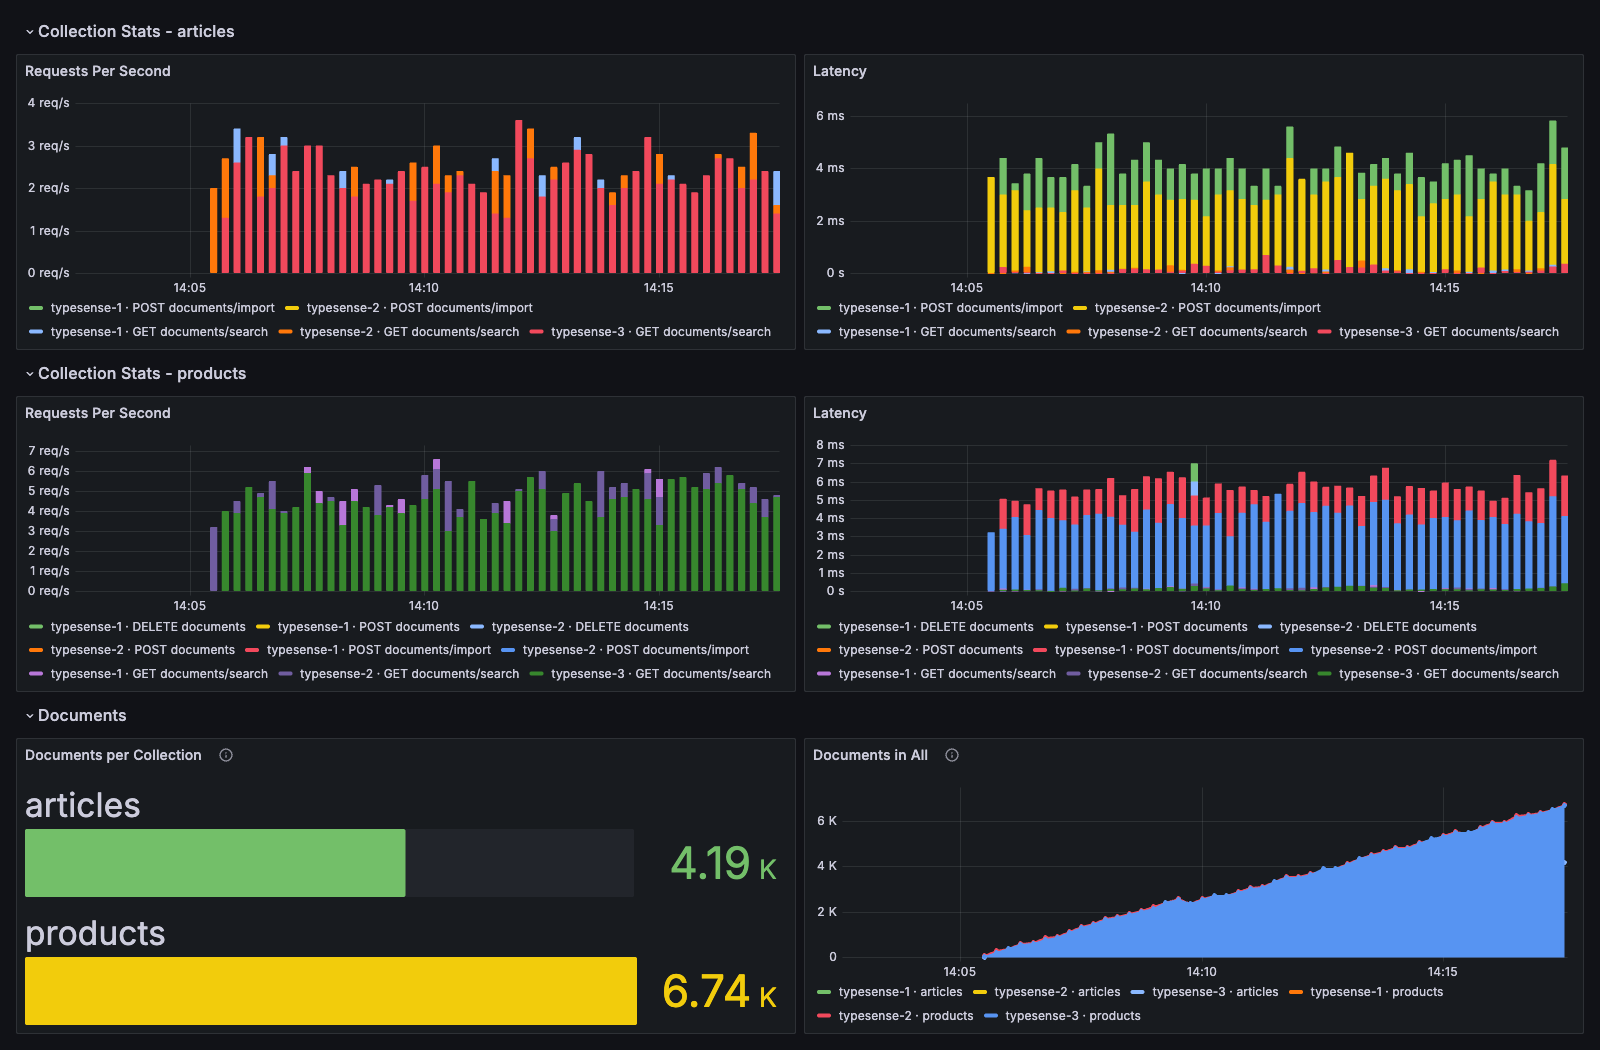 Collection Stats - articles
Requests Per Second
4 req/s
3 req/s
2 req/s
1 req/s
0 req/s
14:05 14:10 14:15
typesense-1 · POST documents/import typesense-2 · POST documents/import
typesense-1 · GET documents/search typesense-2 · GET documents/search typesense-3 · GET documents/search
Latency
6 ms
4 ms
2 ms
0 s
14:05 14:10 14:15
typesense-1 · POST documents/import typesense-2 · POST documents/import
typesense-1 · GET documents/search typesense-2 · GET documents/search typesense-3 · GET documents/search
Collection Stats - products
Requests Per Second
7 req/s
6 req/s
5 req/s
4 req/s
3 req/s
2 req/s
1 req/s
0 req/s
14:05 14:10 14:15
typesense-1 · DELETE documents typesense-1 · POST documents typesense-2 · DELETE documents
typesense-2 · POST documents typesense-1 · POST documents/import typesense-2 · POST documents/import
typesense-1 · GET documents/search typesense-2 · GET documents/search typesense-3 · GET documents/search
Latency
8 ms
7 ms
6 ms
5 ms
4 ms
3 ms
2 ms
1 ms
0 s
14:05 14:10 14:15
typesense-1 · DELETE documents typesense-1 · POST documents typesense-2 · DELETE documents
typesense-2 · POST documents typesense-1 · POST documents/import typesense-2 · POST documents/import
typesense-1 · GET documents/search typesense-2 · GET documents/search typesense-3 · GET documents/search
Documents
Documents per Collection
articles
4.19 K
products
6.74 K
Documents in All
6 K
4 K
2 K
0
14:05 14:10 14:15
typesense-1 · articles typesense-2 · articles typesense-3 · articles typesense-1 · products
typesense-2 · products typesense-3 · products